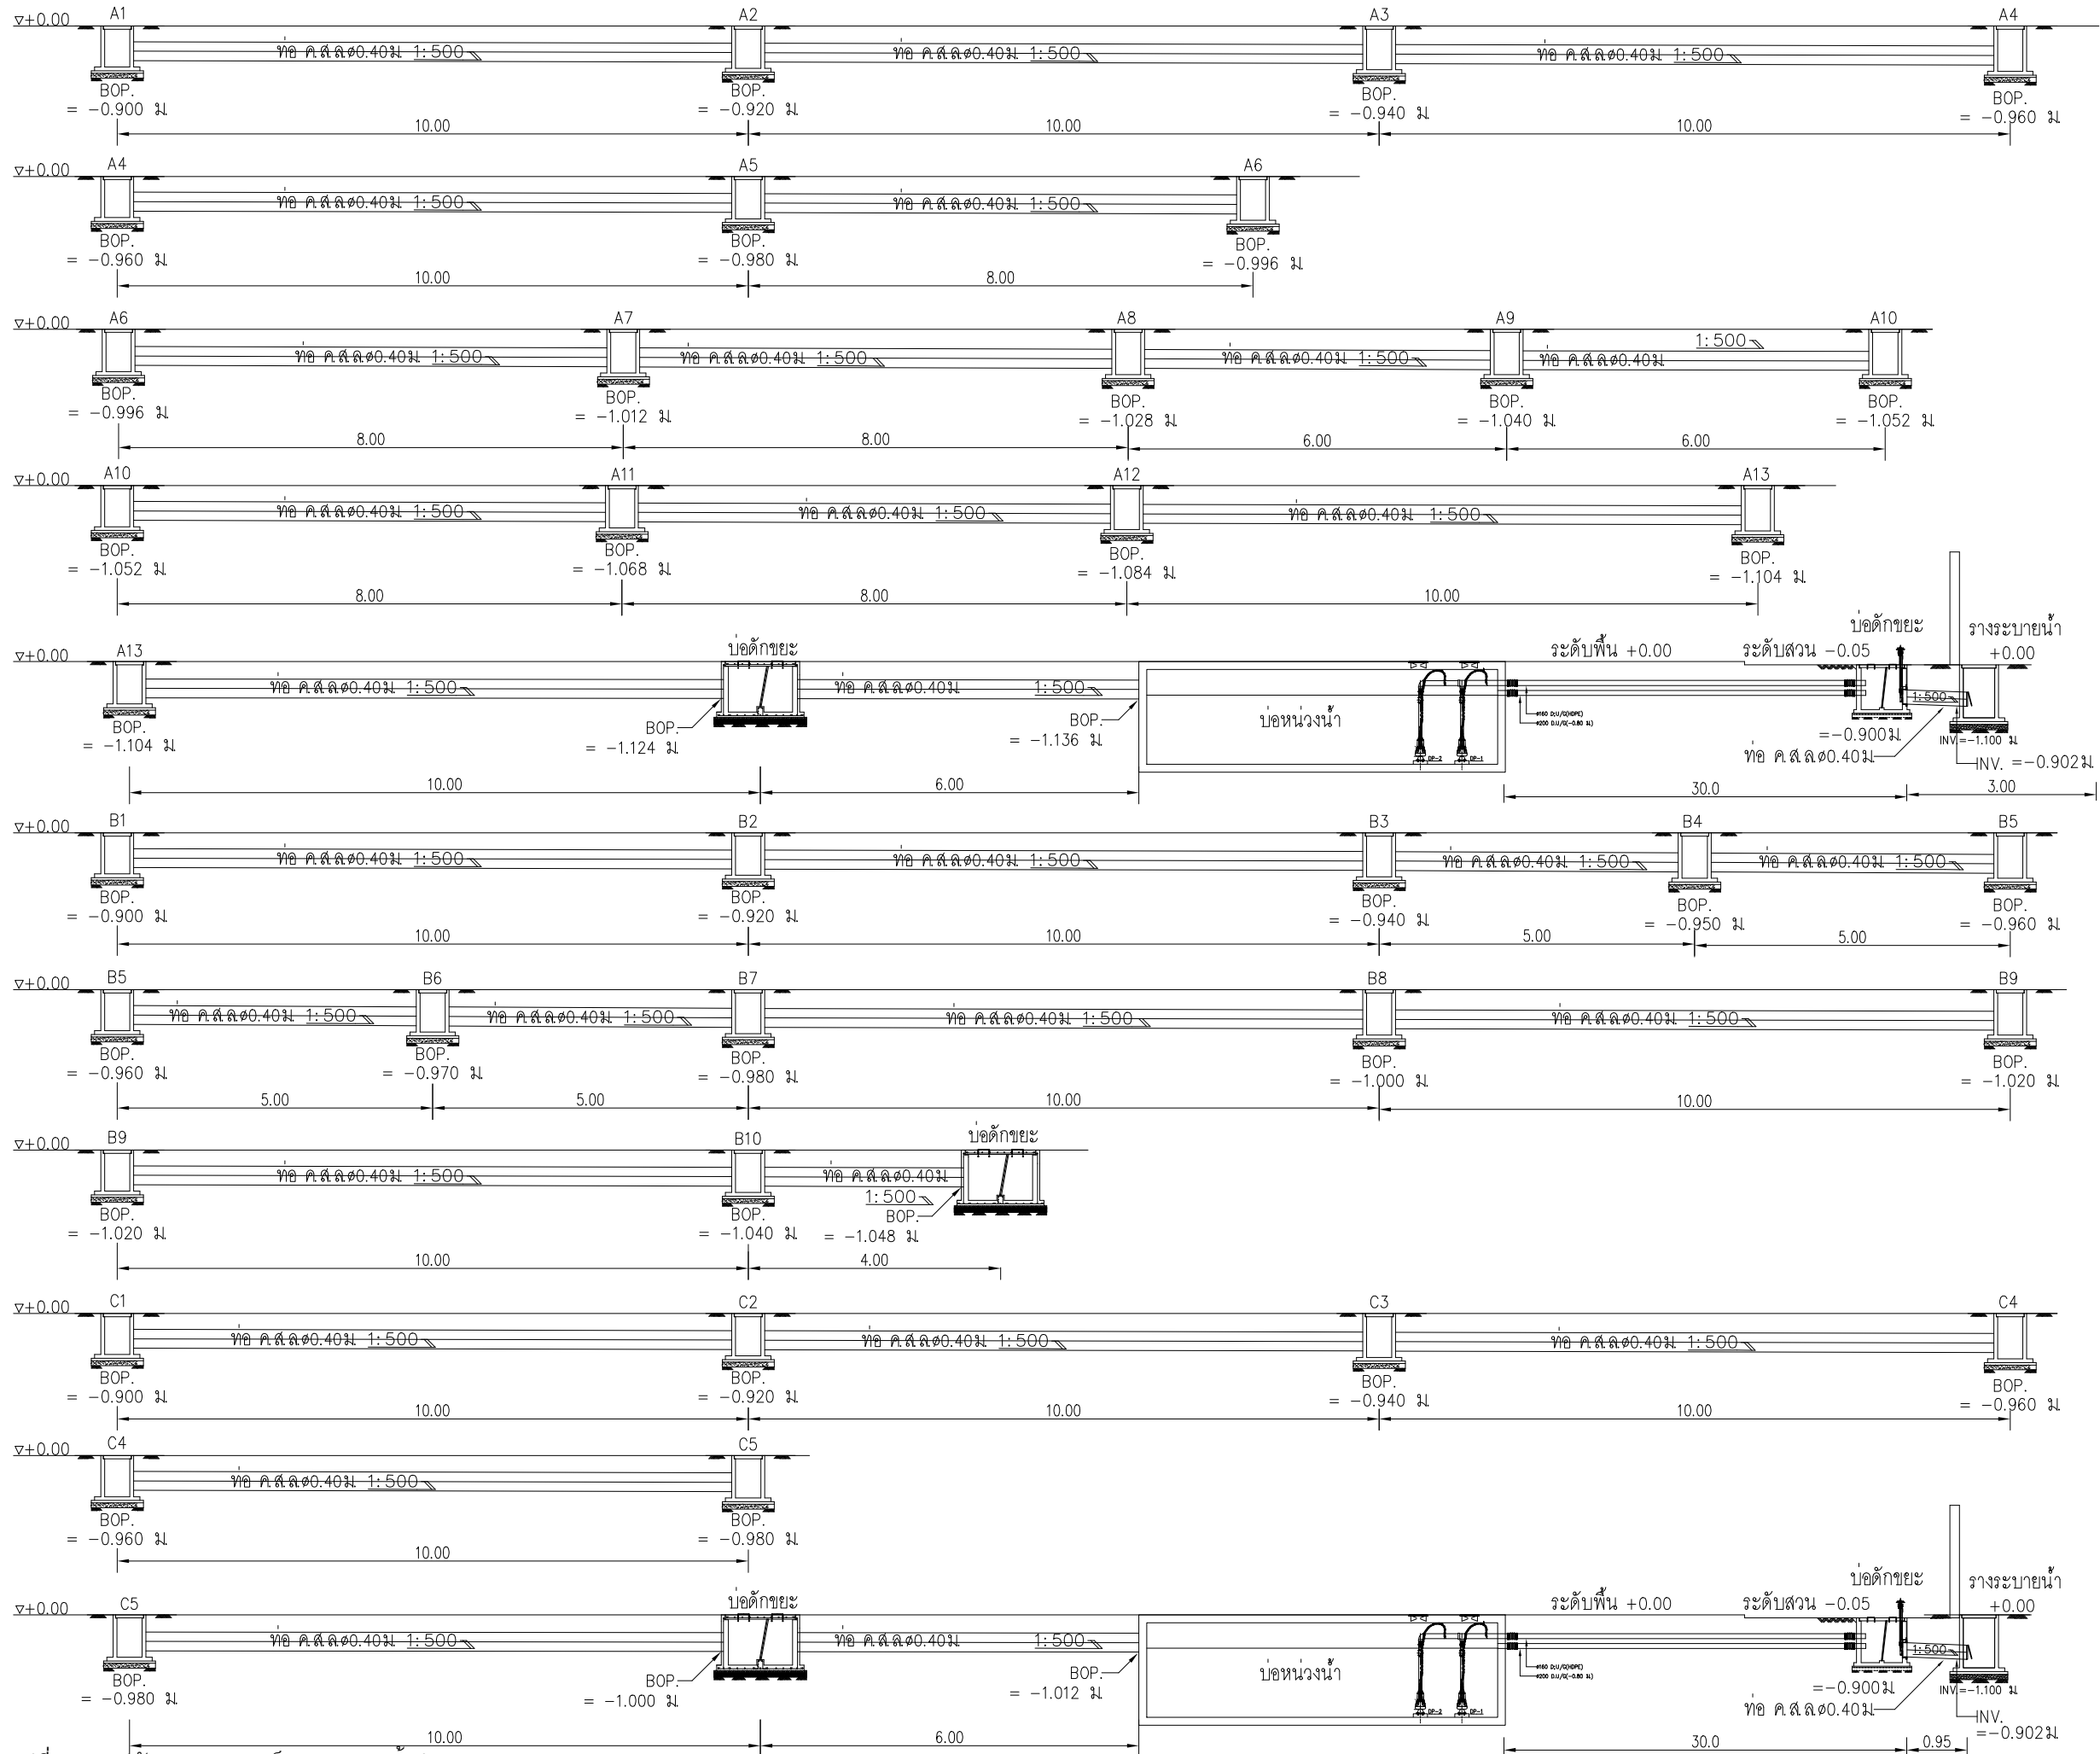 A1 A2 A3 A4
▽+0.00
ท่อ ค.ส.ล.ø0.40ม. 1:500 ท่อ ค.ส.ล.ø0.40ม. 1:500 ท่อ ค.ส.ล.ø0.40ม. 1:500
BOP. BOP. BOP. BOP.
= -0.900 ม. = -0.920 ม. = -0.940 ม. = -0.960 ม.
10.00 10.00 10.00
A4 A5 A6
▽+0.00
ท่อ ค.ส.ล.ø0.40ม. 1:500 ท่อ ค.ส.ล.ø0.40ม. 1:500
BOP. BOP. BOP.
= -0.960 ม. = -0.980 ม. = -0.996 ม.
10.00 8.00
A6 A7 A8 A9 A10
▽+0.00
ท่อ ค.ส.ล.ø0.40ม. 1:500 ท่อ ค.ส.ล.ø0.40ม. 1:500 ท่อ ค.ส.ล.ø0.40ม. 1:500 ท่อ ค.ส.ล.ø0.40ม. 1:500
BOP. BOP. BOP. BOP. BOP.
= -0.996 ม. = -1.012 ม. = -1.028 ม. = -1.040 ม. = -1.052 ม.
8.00 8.00 6.00 6.00
A10 A11 A12 A13
▽+0.00
ท่อ ค.ส.ล.ø0.40ม. 1:500 ท่อ ค.ส.ล.ø0.40ม. 1:500 ท่อ ค.ส.ล.ø0.40ม. 1:500
BOP. BOP. BOP. BOP.
= -1.052 ม. = -1.068 ม. = -1.084 ม. = -1.104 ม.
8.00 8.00 10.00
A13 บ่อดักขยะ ระดับพื้น +0.00 ระดับสวน -0.05 บ่อดักขยะ รางระบายน้ำ
▽+0.00 +0.00
ท่อ ค.ส.ล.ø0.40ม. 1:500 ท่อ ค.ส.ล.ø0.40ม. 1:500 1:500
บ่อหน่วงน้ำ
ø160 D;U/G(HDPE)
ø200 D.U/G(-0.80 ม.)
DP-2 DP-1
BOP. BOP. BOP.
= -1.104 ม. = -1.124 ม. = -1.136 ม.
=-0.900ม.
INV.=-1.100 ม.
ท่อ ค.ส.ล.ø0.40ม.
INV. =-0.902ม.
10.00 6.00 30.0 3.00
B1 B2 B3 B4 B5
▽+0.00
ท่อ ค.ส.ล.ø0.40ม. 1:500 ท่อ ค.ส.ล.ø0.40ม. 1:500 ท่อ ค.ส.ล.ø0.40ม. 1:500 ท่อ ค.ส.ล.ø0.40ม. 1:500
BOP. BOP. BOP. BOP. BOP.
= -0.900 ม. = -0.920 ม. = -0.940 ม. = -0.950 ม. = -0.960 ม.
10.00 10.00 5.00 5.00
B5 B6 B7 B8 B9
▽+0.00
ท่อ ค.ส.ล.ø0.40ม. 1:500 ท่อ ค.ส.ล.ø0.40ม. 1:500 ท่อ ค.ส.ล.ø0.40ม. 1:500 ท่อ ค.ส.ล.ø0.40ม. 1:500
BOP. BOP. BOP. BOP. BOP.
= -0.960 ม. = -0.970 ม. = -0.980 ม. = -1.000 ม. = -1.020 ม.
5.00 5.00 10.00 10.00
B9 B10 บ่อดักขยะ
▽+0.00
ท่อ ค.ส.ล.ø0.40ม. 1:500 ท่อ ค.ส.ล.ø0.40ม.
1:500
BOP. BOP. BOP.
= -1.020 ม. = -1.040 ม. = -1.048 ม.
10.00 4.00
C1 C2 C3 C4
▽+0.00
ท่อ ค.ส.ล.ø0.40ม. 1:500 ท่อ ค.ส.ล.ø0.40ม. 1:500 ท่อ ค.ส.ล.ø0.40ม. 1:500
BOP. BOP. BOP. BOP.
= -0.900 ม. = -0.920 ม. = -0.940 ม. = -0.960 ม.
10.00 10.00 10.00
C4 C5
▽+0.00
ท่อ ค.ส.ล.ø0.40ม. 1:500
BOP. BOP.
= -0.960 ม. = -0.980 ม.
10.00
C5 บ่อดักขยะ ระดับพื้น +0.00 ระดับสวน -0.05 บ่อดักขยะ รางระบายน้ำ
▽+0.00 +0.00
ท่อ ค.ส.ล.ø0.40ม. 1:500 ท่อ ค.ส.ล.ø0.40ม. 1:500 1:500
บ่อหน่วงน้ำ
ø160 D;U/G(HDPE)
ø200 D.U/G(-0.80 ม.)
DP-2 DP-1
BOP. BOP. BOP.
= -0.980 ม. = -1.000 ม. = -1.012 ม.
=-0.900ม.
INV.=-1.100 ม.
ท่อ ค.ส.ล.ø0.40ม.
INV.
=-0.902ม.
10.00 6.00 30.0 0.95